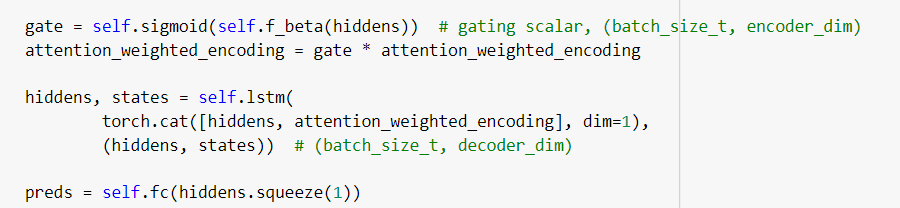 gate = self.sigmoid(self.f_beta(hiddens))  # gating scalar, (batch_size_t, encoder_dim)
attention_weighted_encoding = gate * attention_weighted_encoding

hiddens, states = self.lstm(
        torch.cat([hiddens, attention_weighted_encoding], dim=1),
        (hiddens, states))  # (batch_size_t, decoder_dim)

preds = self.fc(hiddens.squeeze(1))